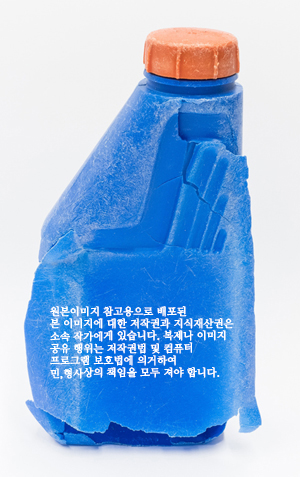 원본이미지 참고용으로 배포된
본 이미지에 대한 저작권과 지식재산권은
소속 작가에게 있습니다. 복제나 이미지
공유 행위는 저작권법 및 컴퓨터
프로그램 보호법에 의거하여
민,형사상의 책임을 모두 져야 합니다.